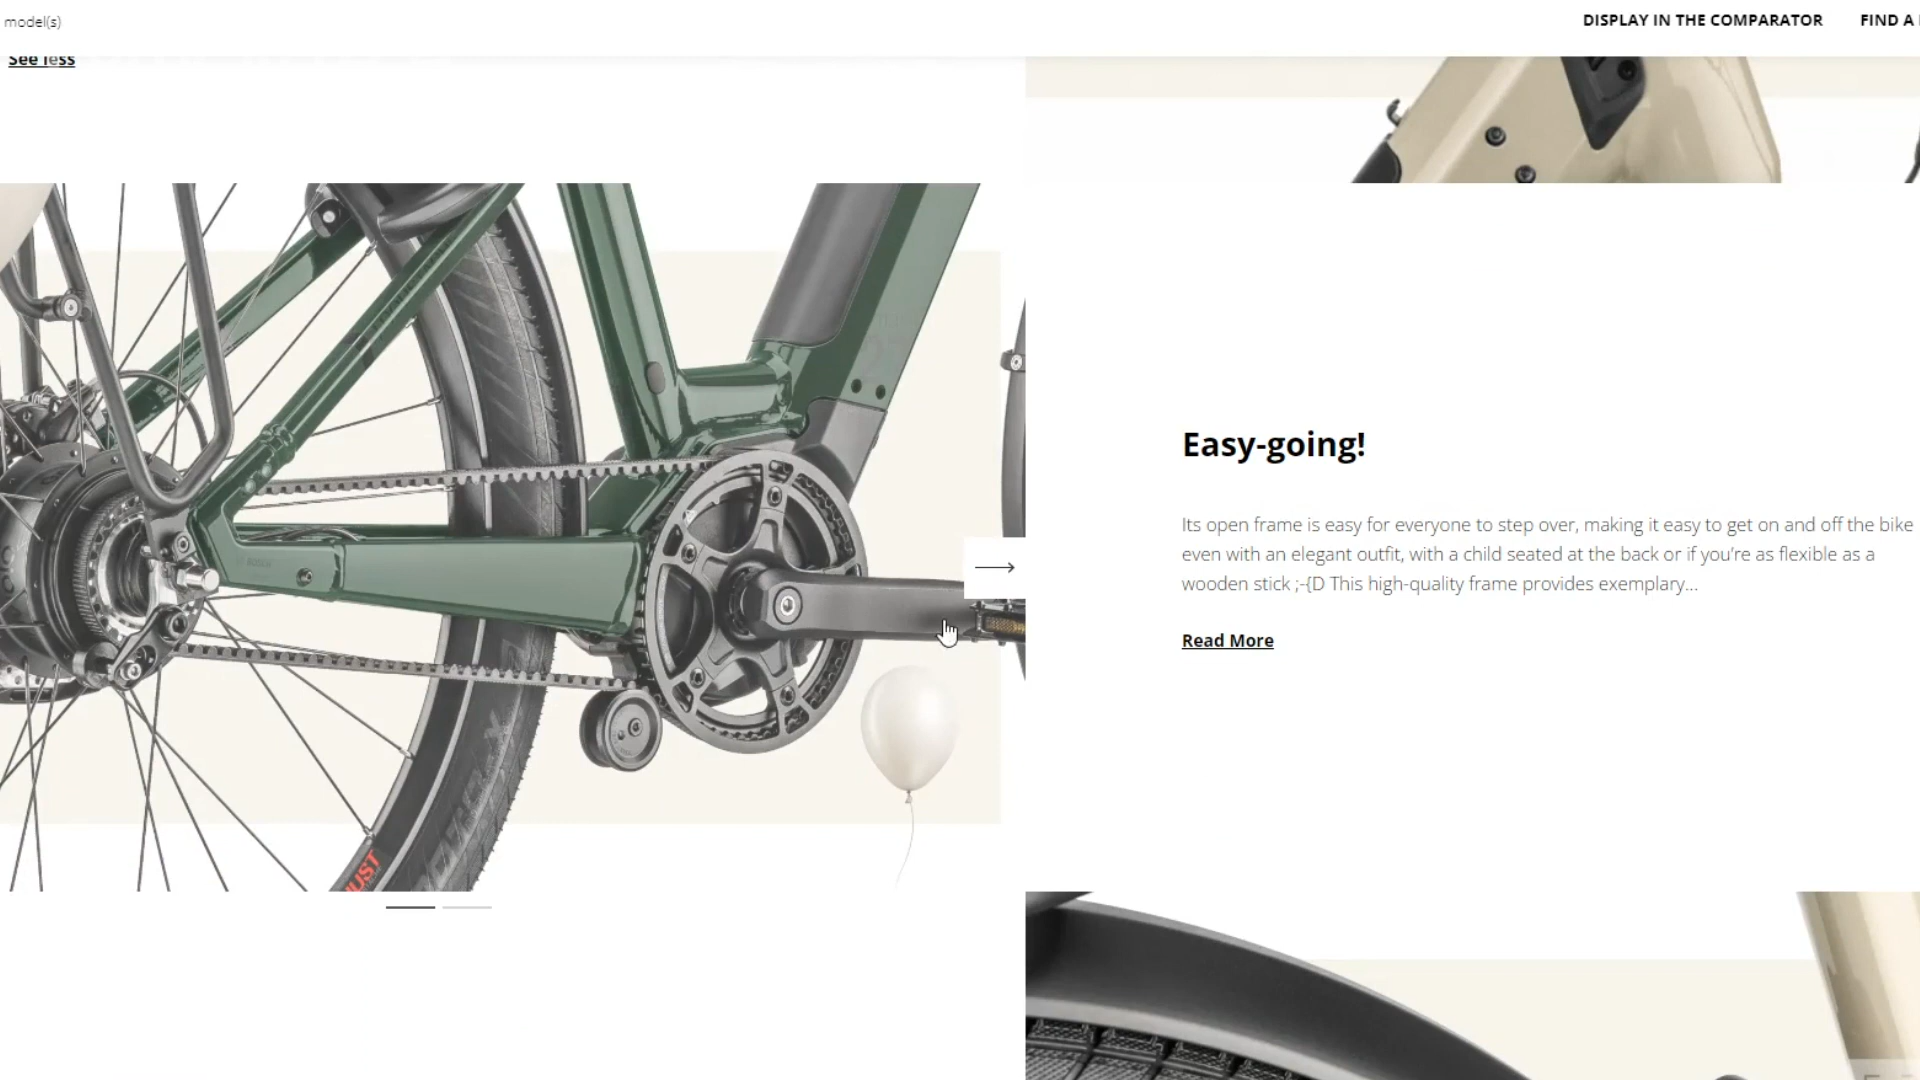 model(s)
DISPLAY IN THE COMPARATOR
FIND A
See less
Easy-going!
Its open frame is easy for everyone to step over, making it easy to get on and off the bike
even with an elegant outfit, with a child seated at the back or if you're as flexible as a
wooden stick ;-{D This high-quality frame provides exemplary...
Read More